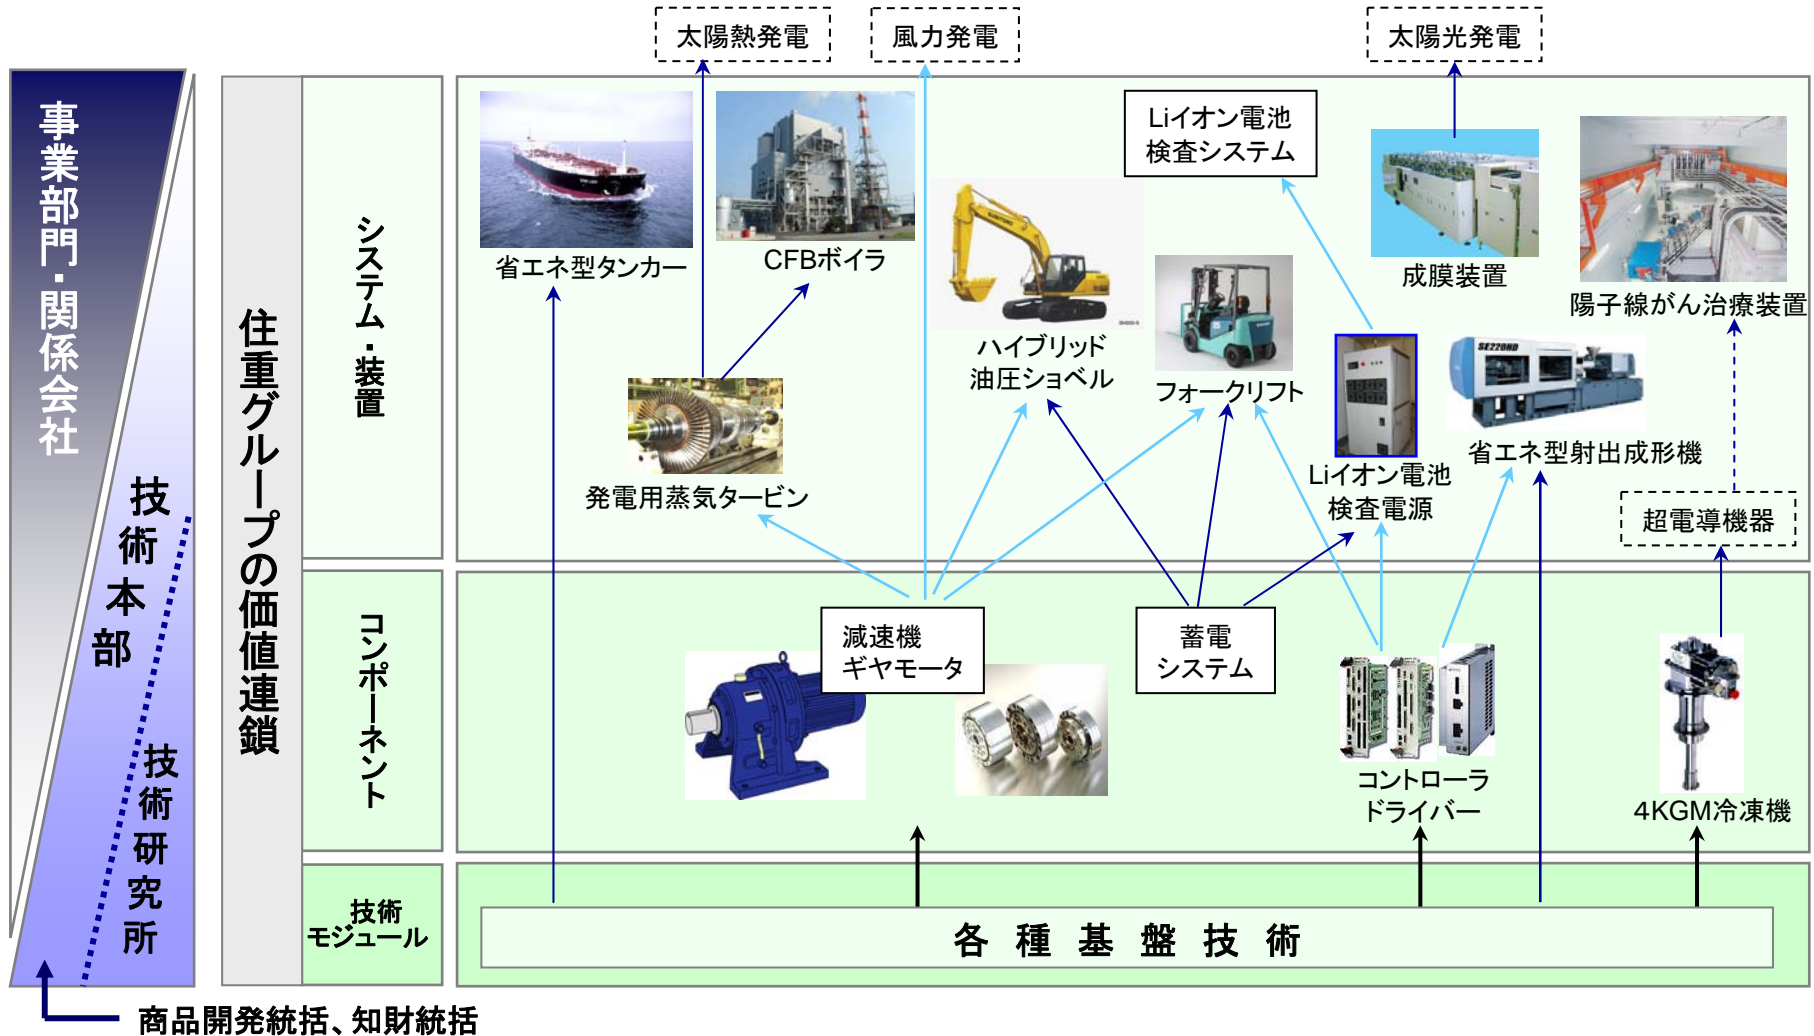 太陽熱発電
風力発電
太陽光発電
事業部門・関係会社
技術本部
技術研究所
商品開発統括、知財統括
住重グループの価値連鎖
システム・装置
コンポーネント
技術
モジュール
省エネ型タンカー
CFBボイラ
Liイオン電池
検査システム
成膜装置
陽子線がん治療装置
ハイブリッド
油圧ショベル
フォークリフト
SE220HD
発電用蒸気タービン
Liイオン電池
検査電源
省エネ型射出成形機
超電導機器
減速機
ギヤモータ
蓄電
システム
コントローラ
ドライバー
4KGM冷凍機
各種基盤技術